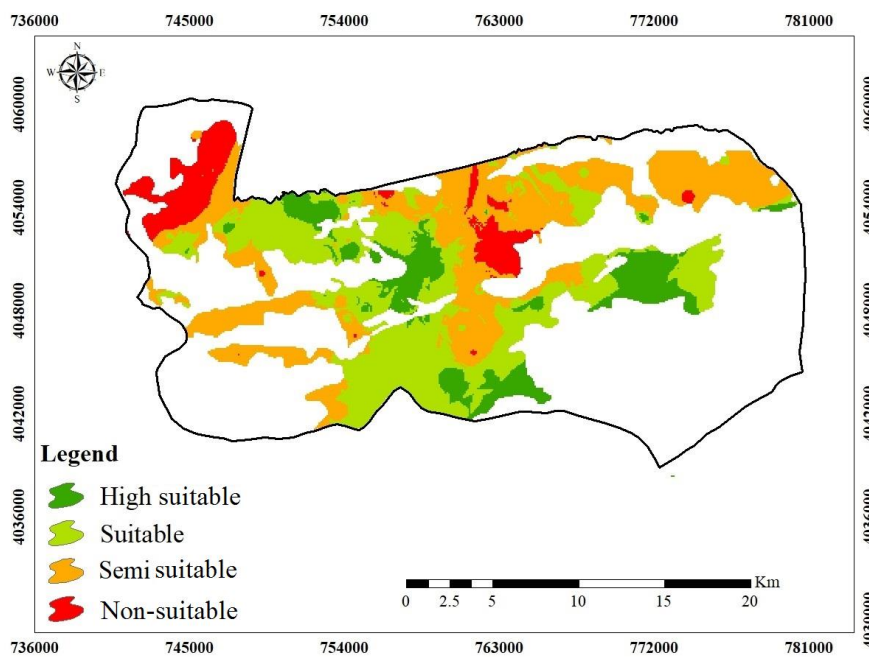 736000 745000 754000 763000 772000 781000
N
W E
S
4060000 4060000
4054000 4054000
4048000 4048000
4042000 4042000
Legend
High suitable
4036000 4036000
Suitable
Semi suitable
Km
0 2.5 5 10 15 20
Non-suitable
4030000
736000 745000 754000 763000 772000 781000